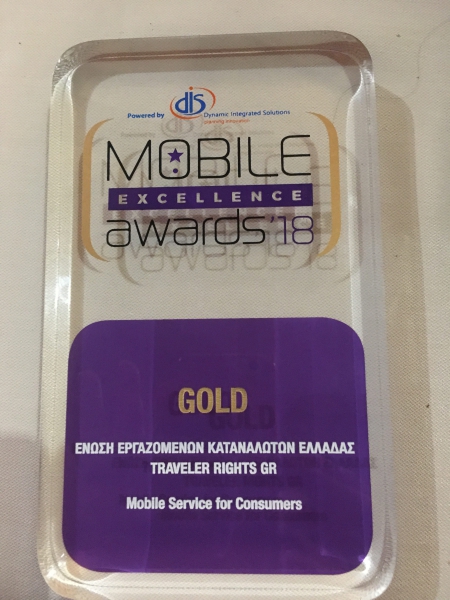 Powered by dis Dynamic Integrated Solutions
MOBILE
EXCELLENCE
awards'18
GOLD
ΕΝΩΣΗ ΕΡΓΑΖΟΜΕΝΩΝ ΚΑΤΑΝΑΛΩΤΩΝ ΕΛΛΑΔΑΣ
TRAVELER RIGHTS GR
Mobile Service for Consumers